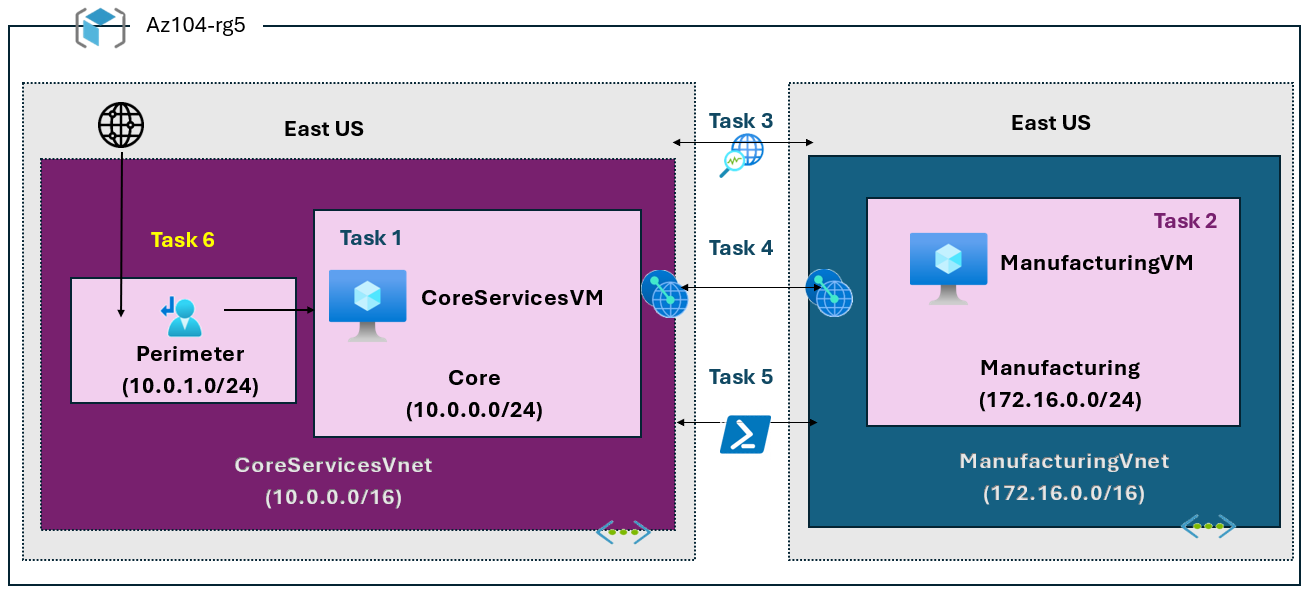 Az104-rg5
East US
Task 6
Perimeter
(10.0.1.0/24)
Task 1
CoreServicesVM
Core
(10.0.0.0/24)
CoreServicesVnet
(10.0.0.0/16)
Task 3
Task 4
Task 5
East US
Task 2
ManufacturingVM
Manufacturing
(172.16.0.0/24)
ManufacturingVnet
(172.16.0.0/16)